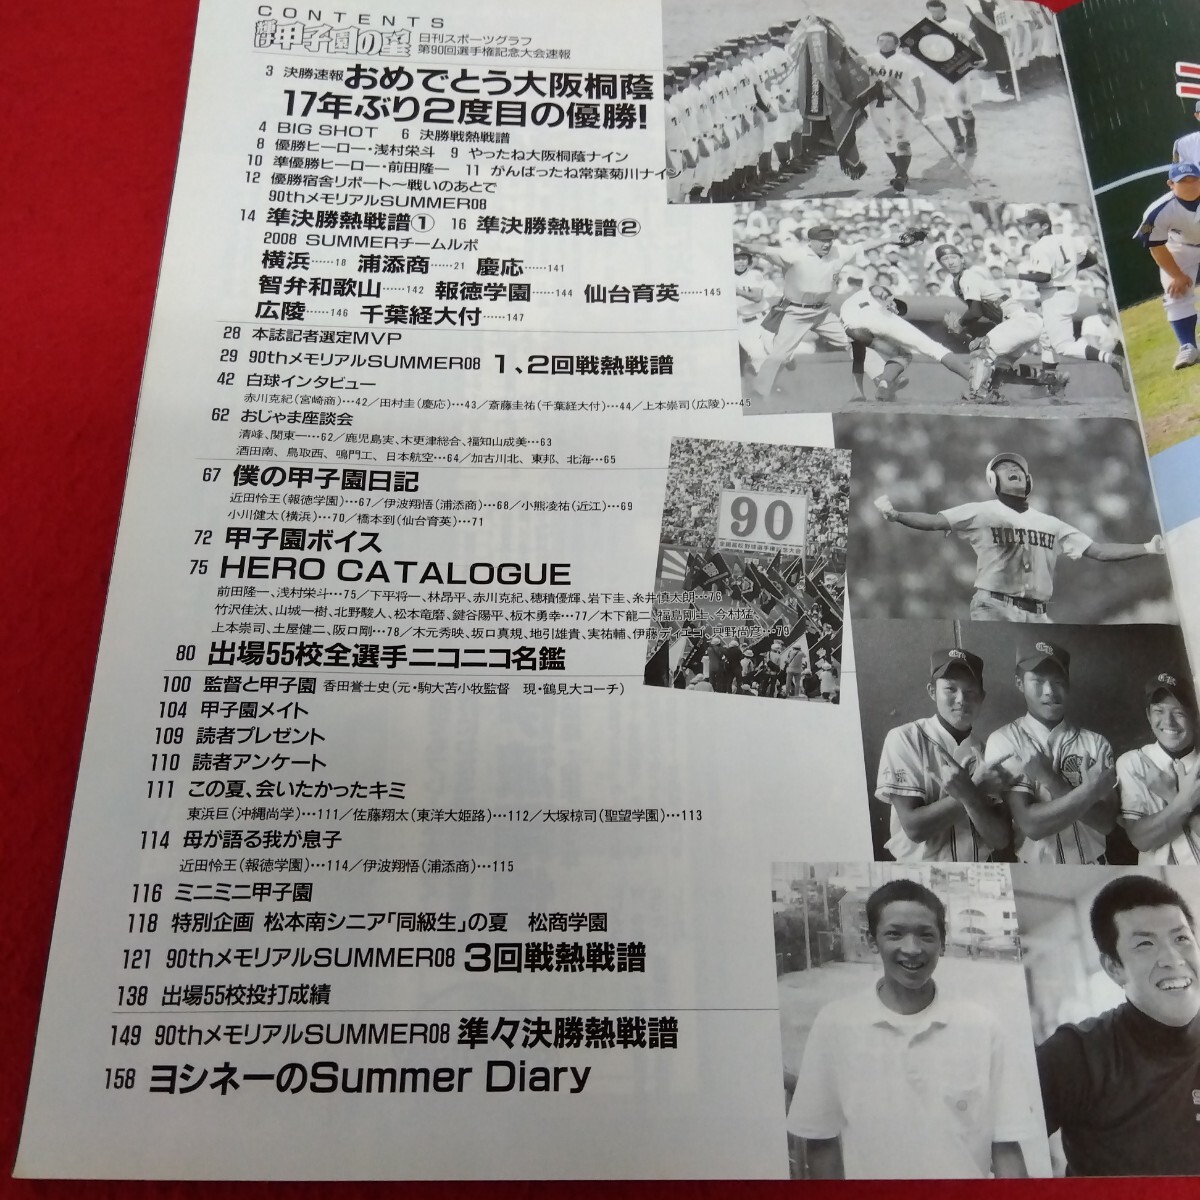 CONTENTS
輝け甲子園の星 日刊スポーツグラフ
第90回選手権記念大会速報
3 決勝速報 おめでとう大阪桐蔭
17年ぶり2度目の優勝!
4 BIG SHOT 6 決勝戦熱戦譜
8 優勝ヒーロー・浅村栄斗 9 やったね大阪桐蔭ナイン
10 準優勝ヒーロー・前田隆一 11 がんばったね常葉菊川ナイン
12 優勝宿舎リポート〜戦いのあとで
90thメモリアルSUMMER08
14 準決勝熱戦譜① 16 準決勝熱戦譜②
2008 SUMMERチームルポ
横浜……18 浦添商……21 慶応……141
智弁和歌山……142 報徳学園……144 仙台育英……145
広陵……146 千葉経大付……147
28 本誌記者選定MVP
29 90thメモリアルSUMMER08 1、2回戦熱戦譜
42 白球インタビュー
赤川克紀(宮崎商)…42／田村圭(慶応)…43／斎藤圭祐(千葉経大付)…44／上本崇司(広陵)…45
62 おじゃま座談会
清峰、関東一…62／鹿児島実、木更津総合、福知山成美…63
酒田南、鳥取西、鳴門工、日本航空…64／加古川北、東邦、北海…65
67 僕の甲子園日記
近田怜王(報徳学園)…67／伊波翔悟(浦添商)…68／小熊凌祐(近江)…69
小川健太(横浜)…70／橋本到(仙台育英)…71
72 甲子園ボイス
75 HERO CATALOGUE
前田隆一、浅村栄斗…75／下平将一、林昂平、赤川克紀、穂積優輝、岩下圭、糸井慎太朗…76
竹沢佳汰、山城一樹、北野駿人、松本竜磨、鍵谷陽平、板木勇幸…77／木下龍二、福島剛士、今村猛、
上本崇司、土屋健二、阪口剛…78／木元秀映、坂口真規、地引雄貴、実祐輔、伊藤ディエゴ、只野尚彦…79
80 出場55校全選手ニコニコ名鑑
100 監督と甲子園 香田誉士史(元・駒大苫小牧監督 現・鶴見大コーチ)
104 甲子園メイト
109 読者プレゼント
110 読者アンケート
111 この夏、会いたかったキミ
東浜巨(沖縄尚学)…111／佐藤翔太(東洋大姫路)…112／大塚椋司(聖望学園)…113
114 母が語る我が息子
近田怜王(報徳学園)…114／伊波翔悟(浦添商)…115
116 ミニミニ甲子園
118 特別企画 松本南シニア「同級生」の夏 松商学園
121 90thメモリアルSUMMER08 3回戦熱戦譜
138 出場55校投打成績
149 90thメモリアルSUMMER08 準々決勝熱戦譜
158 ヨシネーのSummer Diary
90
全国高校野球選手権記念大会
HOTOKU
千葉